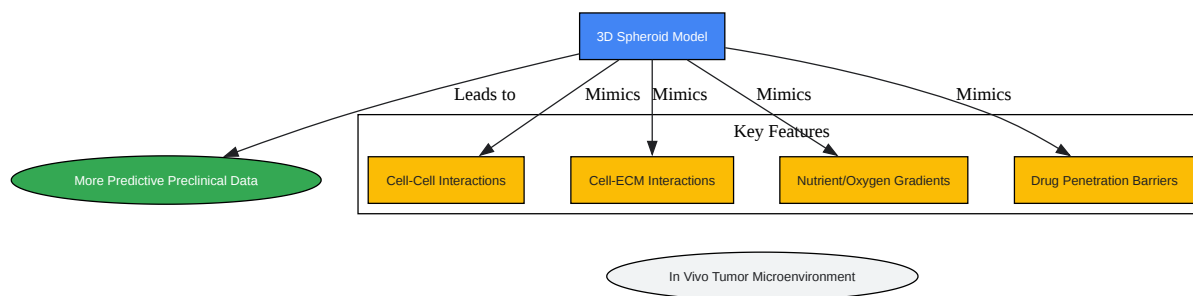 3D Spheroid Model
Leads to
Mimics
Mimics
Mimics
Mimics
Key Features
More Predictive Preclinical Data
Cell-Cell Interactions
Cell-ECM Interactions
Nutrient/Oxygen Gradients
Drug Penetration Barriers
In Vivo Tumor Microenvironment